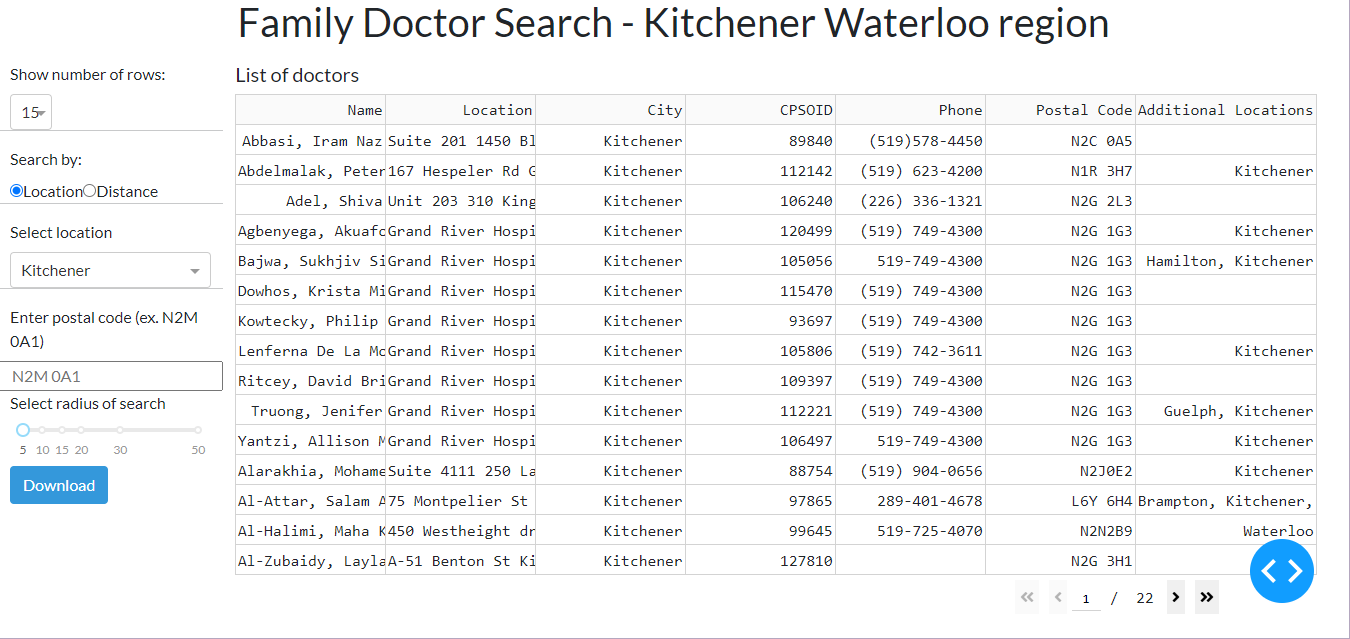 Family Doctor Search - Kitchener Waterloo region
Show number of rows:
15
Search by:
Location Distance
Select location
Kitchener
Enter postal code (ex. N2M
0A1)
N2M 0A1
Select radius of search
5 10 15 20 30 50
Download
List of doctors
Name Location City CPSOID Phone Postal Code Additional Locations
Abbasi, Iram Naz Suite 201 1450 Bl Kitchener 89840 (519)578-4450 N2C 0A5
Abdelmalak, Peter 167 Hespeler Rd G Kitchener 112142 (519) 623-4200 N1R 3H7 Kitchener
Adel, Shiva Unit 203 310 King Kitchener 106240 (226) 336-1321 N2G 2L3
Agbenyega, Akuafo Grand River Hospi Kitchener 120499 (519) 749-4300 N2G 1G3 Kitchener
Bajwa, Sukhjiv Si Grand River Hospi Kitchener 105056 519-749-4300 N2G 1G3 Hamilton, Kitchener
Dowhos, Krista Mi Grand River Hospi Kitchener 115470 (519) 749-4300 N2G 1G3
Kowtecky, Philip Grand River Hospi Kitchener 93697 (519) 749-4300 N2G 1G3
Lenferna De La Mo Grand River Hospi Kitchener 105806 (519) 742-3611 N2G 1G3 Kitchener
Ritcey, David Bri Grand River Hospi Kitchener 109397 (519) 749-4300 N2G 1G3
Truong, Jenifer Grand River Hospi Kitchener 112221 (519) 749-4300 N2G 1G3 Guelph, Kitchener
Yantzi, Allison M Grand River Hospi Kitchener 106497 519-749-4300 N2G 1G3 Kitchener
Alarakhia, Mohame Suite 4111 250 La Kitchener 88754 (519) 904-0656 N2J0E2 Kitchener
Al-Attar, Salam A 75 Montpelier St Kitchener 97865 289-401-4678 L6Y 6H4 Brampton, Kitchener,
Al-Halimi, Maha K 450 Westheight dr Kitchener 99645 519-725-4070 N2N2B9 Waterloo
Al-Zubaidy, Layla A-51 Benton St Ki Kitchener 127810 N2G 3H1
1 / 22